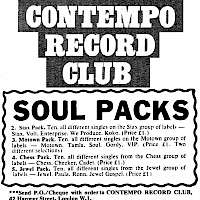 CONTEMPO
RECORD
CLUB
SOUL PACKS
2. Stax Pack. Ten, all different singles on the Stax group of labels —
Stax, Volt, Enterprise, We Produce, Koko. (Price £1.)
3. Motown Pack. Ten, all different singles on the Motown group of
labels — Motown, Tamla, Soul, Gordy, VIP. (Price £1. Two
different selections)
4. Chess Pack. Ten, all different singles from the Chess group of
labels — Chess, Checker, Cadet. (Price £1.)
5. Jewel Pack. Ten, all different singles from the Jewel group of
labels — Jewel, Paula, Ronn, Jewel Gospel. (Price £1.)
***Send P.O./Cheque with order to CONTEMPO RECORD CLUB,
42 Hanway Street, London W.1.